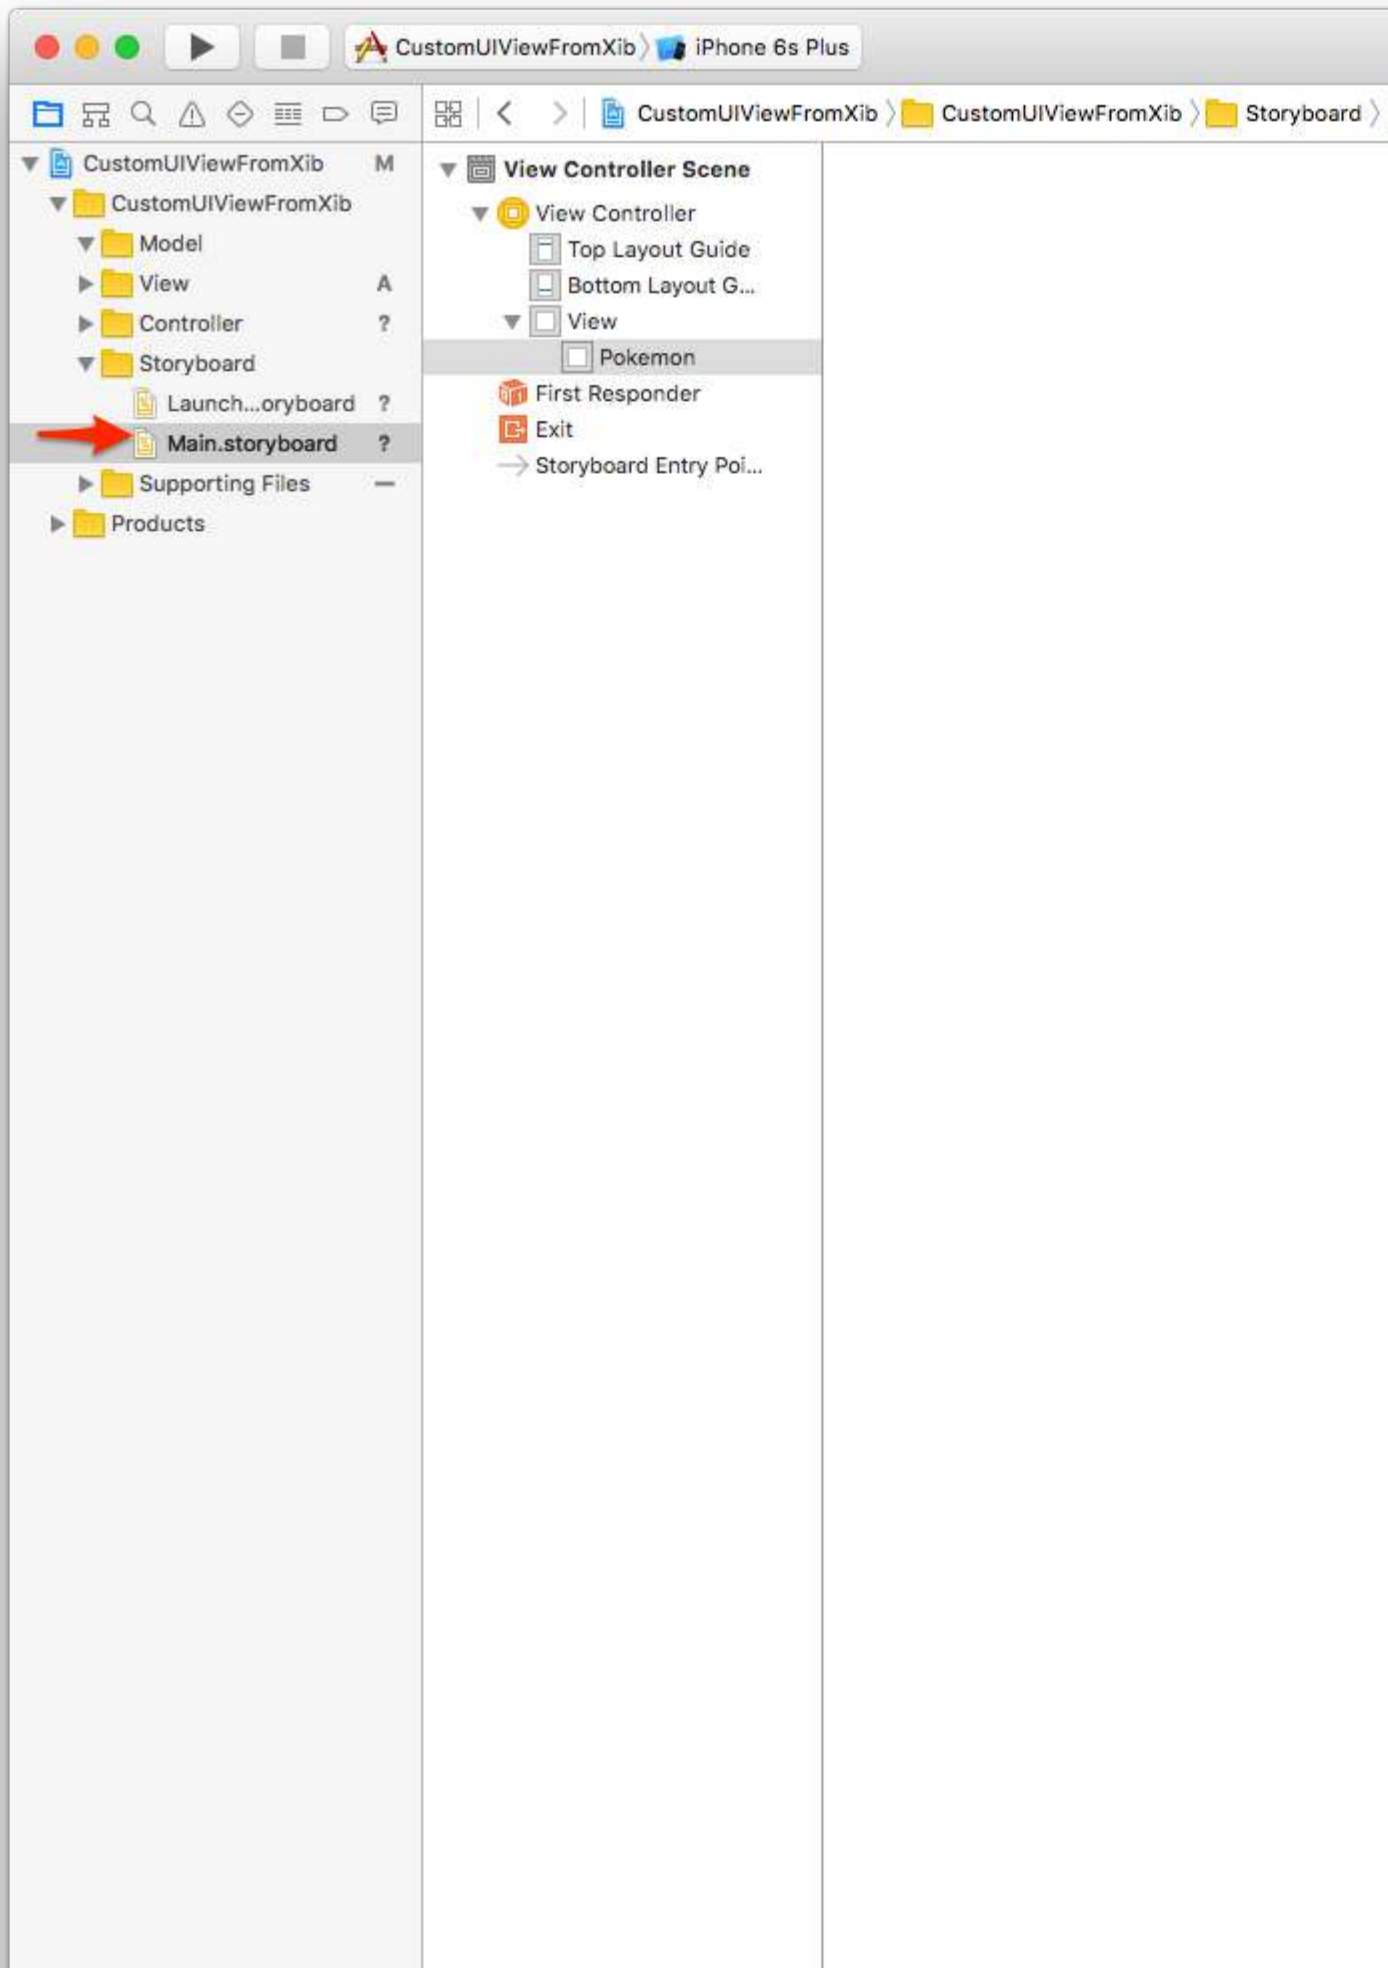 CustomUIViewFromXib 〉 iPhone 6s Plus
CustomUIViewFromXib 〉 CustomUIViewFromXib 〉 Storyboard 〉
CustomUIViewFromXib M
CustomUIViewFromXib
Model
View A
Controller ?
Storyboard
Launch...oryboard ?
Main.storyboard ?
Supporting Files —
Products
View Controller Scene
View Controller
Top Layout Guide
Bottom Layout G...
View
Pokemon
First Responder
Exit
Storyboard Entry Poi...